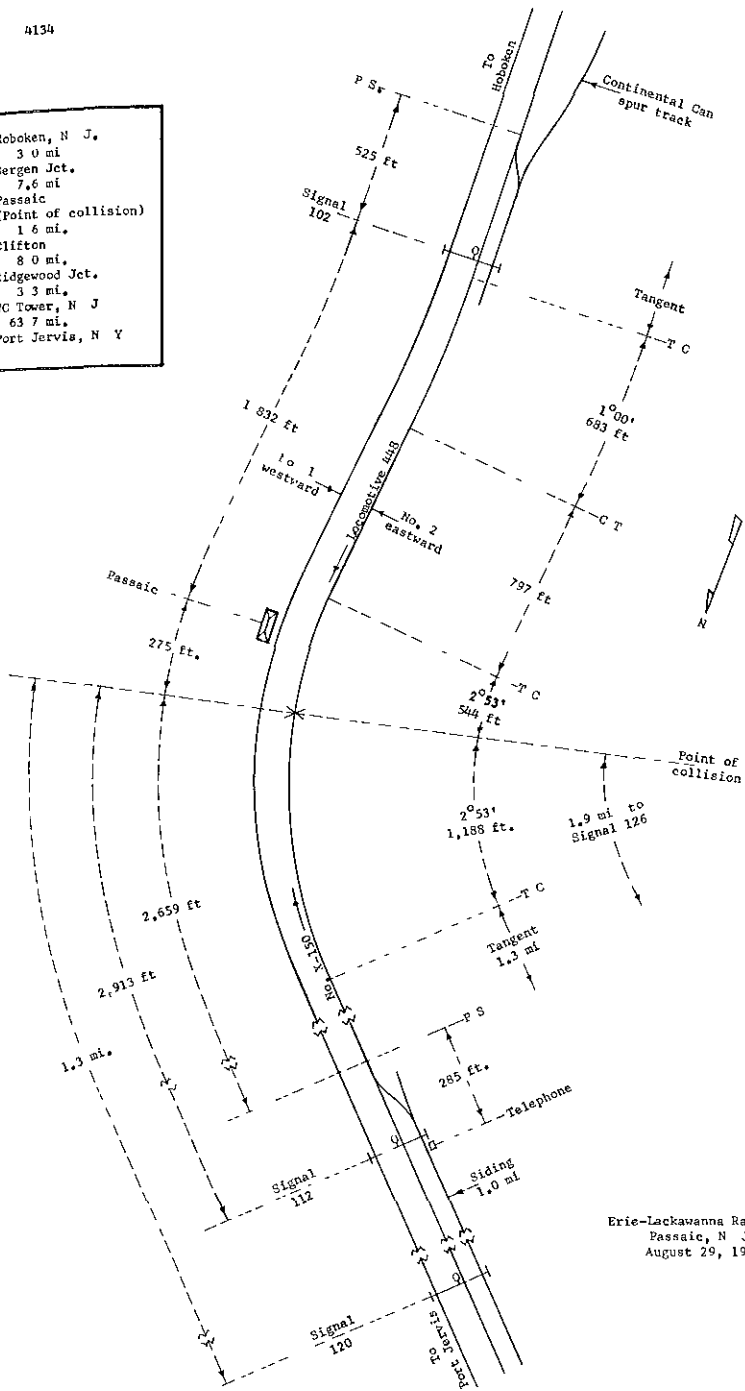 4134
Hoboken, N J.
3 0 mi
Bergen Jct.
7.6 mi
Passaic
(Point of collision)
1 6 mi.
Clifton
8 0 mi.
Ridgewood Jct.
3 3 mi.
WC Tower, N J
63 7 mi.
Port Jervis, N Y
P S.
525 ft
Signal
102
To
Hoboken
Continental Can
spur track
Tangent
T C
1°00'
683 ft
C T
797 ft
T C
2°53'
544 ft
1 832 ft
No 1
westward
Locomotive 448
No. 2
eastward
N
Passaic
275 ft.
Point of
collision
2°53'
1,188 ft.
1.9 mi to
Signal 126
T C
Tangent
1.3 mi
2,659 ft
2,913 ft
1.3 mi.
No. X-150
P S
285 ft.
Telephone
Signal
112
Siding
1.0 mi
Signal
120
To
Port Jervis
Erie-Lackawanna Ra
Passaic, N J
August 29, 19